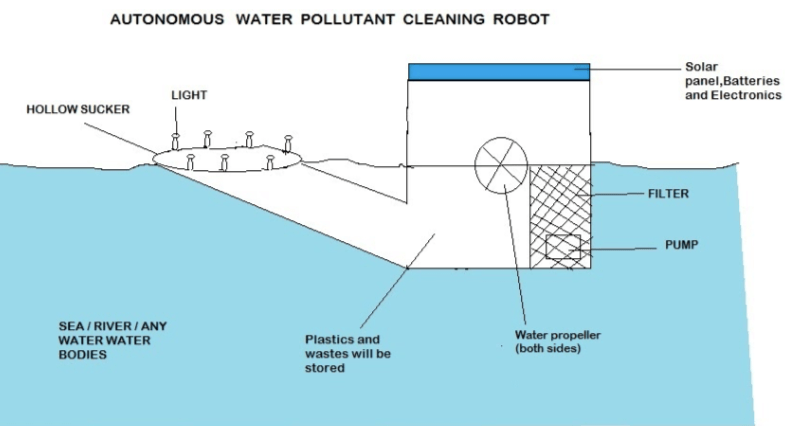 AUTONOMOUS WATER POLLUTANT CLEANING ROBOT
Solar
panel,Batteries
and Electronics
LIGHT
HOLLOW SUCKER
FILTER
PUMP
SEA / RIVER / ANY
WATER WATER
BODIES
Plastics and
wastes will be
stored
Water propeller
(both sides)